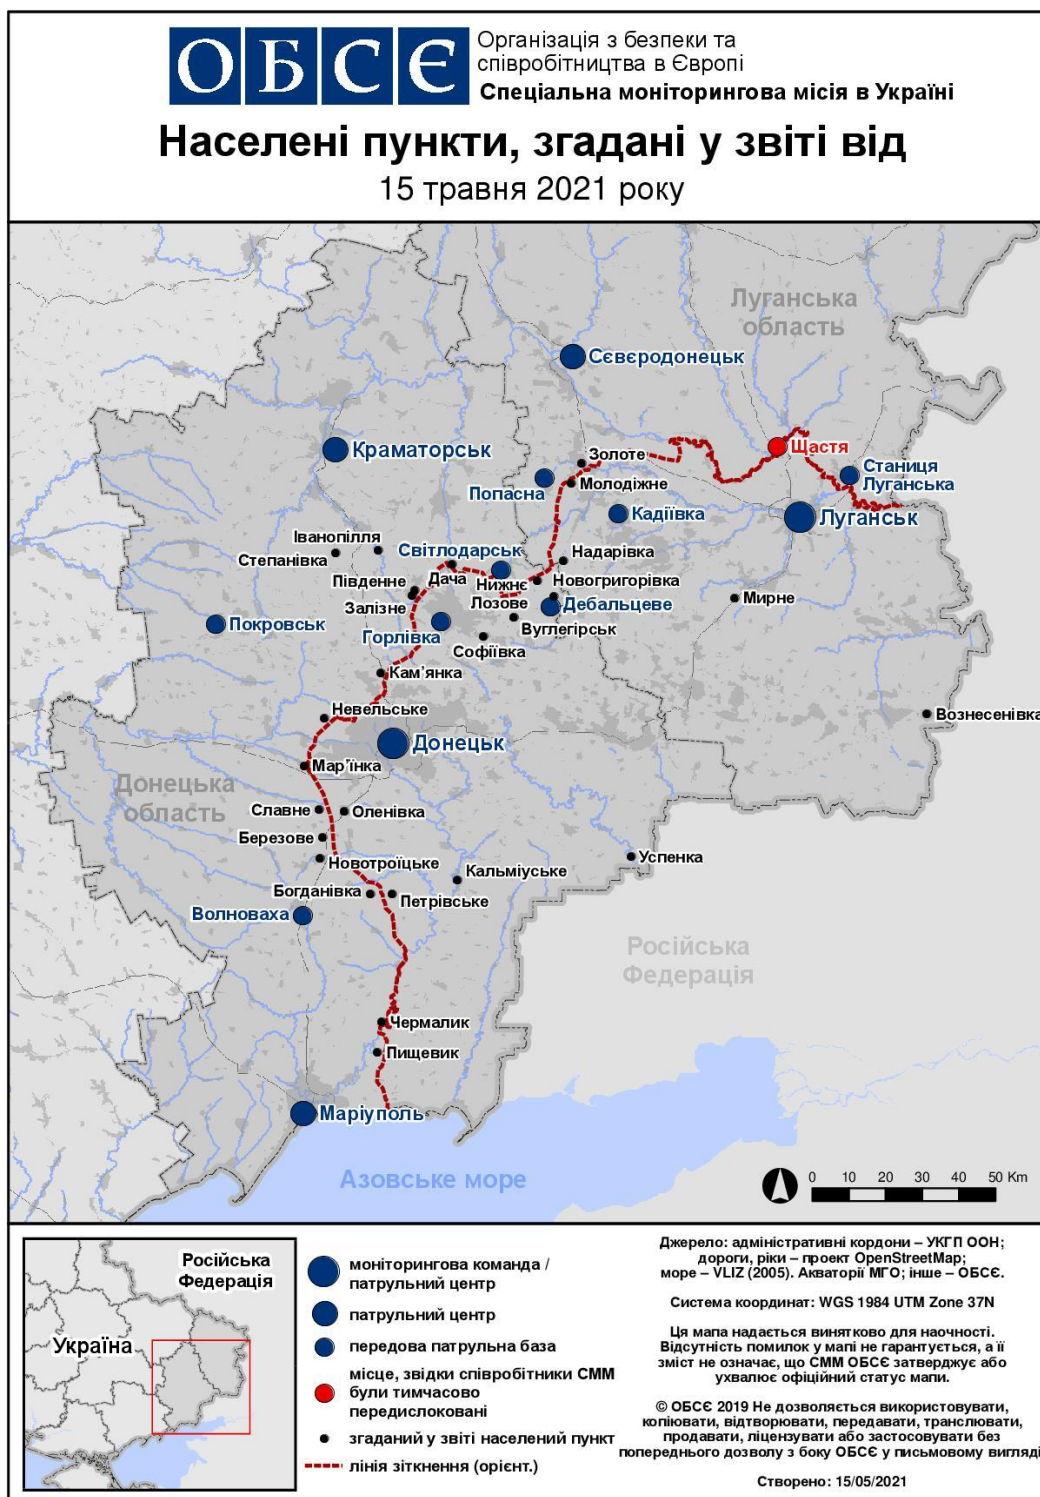 ОБСЄ
Організація з безпеки та
співробітництва в Європі
Спеціальна моніторингова місія в Україні
Населені пункти, згадані у звіті від
15 травня 2021 року
Луганська
область
Сєвєродонецьк
Щастя
Краматорськ
Золоте
Станиця
Луганська
Попасна
Молодіжне
Кадіївка
Луганськ
Іванопілля
Степанівка
Світлодарськ
Надарівка
Південне
Дача
Нижнє
Новогригорівка
Залізне
Лозове
Дебальцеве
Мирне
Покровськ
Горлівка
Вуглегірськ
Софіївка
Кам'янка
Невельське
Вознесенівка
Донецьк
Мар'їнка
Донецька
область
Славне
Оленівка
Березове
Новотроїцьке
Успенка
Кальміуське
Богданівка
Петрівське
Волноваха
Російська
Федерація
Чермалик
Пищевик
Маріуполь
Азовське море
0 10 20 30 40 50 Km
Російська
Федерація
Україна
моніторингова команда /
патрульний центр
патрульний центр
передова патрульна база
місце, звідки співробітники СММ
були тимчасово
передислоковані
згаданий у звіті населений пункт
лінія зіткнення (орієнт.)
Джерело: адміністративні кордони – УКГП ООН;
дороги, ріки – проект OpenStreetMap;
море – VLIZ (2005). Акваторії МГО; інше – ОБСЄ.
Система координат: WGS 1984 UTM Zone 37N
Ця мапа надається винятково для наочності.
Відсутність помилок у мапі не гарантується, а її
зміст не означає, що СММ ОБСЄ затверджує або
ухвалює офіційний статус мапи.
© ОБСЄ 2019 Не дозволяється використовувати,
копіювати, відтворювати, передавати, транслювати,
продавати, ліцензувати або застосовувати без
попереднього дозволу з боку ОБСЄ у письмовому вигляді
Створено: 15/05/2021